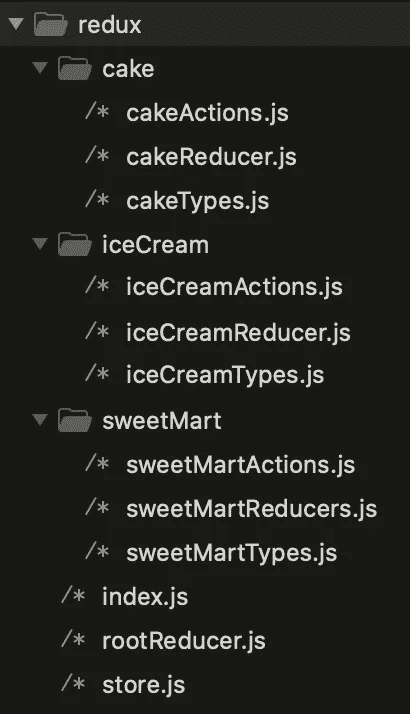 redux
cake
/* cakeActions.js
/* cakeReducer.js
/* cakeTypes.js
iceCream
/* iceCreamActions.js
/* iceCreamReducer.js
/* iceCreamTypes.js
sweetMart
/* sweetMartActions.js
/* sweetMartReducers.js
/* sweetMartTypes.js
/* index.js
/* rootReducer.js
/* store.js